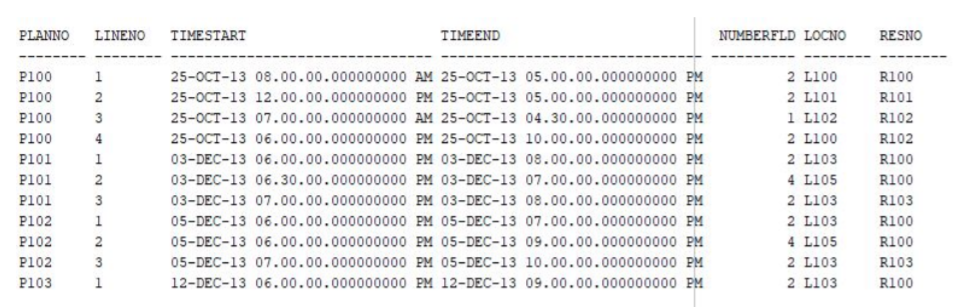 PLANNO LINENO TIMESTART TIMEEND NUMBERFLD LOCNO RESNO
-------- -------- ------------------------------- ------------------------------- ---------- -------- --------
P100 1 25-OCT-13 08.00.00.000000000 AM 25-OCT-13 05.00.00.000000000 PM 2 L100 R100
P100 2 25-OCT-13 12.00.00.000000000 PM 25-OCT-13 05.00.00.000000000 PM 2 L101 R101
P100 3 25-OCT-13 07.00.00.000000000 AM 25-OCT-13 04.30.00.000000000 PM 1 L102 R102
P100 4 25-OCT-13 06.00.00.000000000 PM 25-OCT-13 10.00.00.000000000 PM 2 L100 R102
P101 1 03-DEC-13 06.00.00.000000000 PM 03-DEC-13 08.00.00.000000000 PM 2 L103 R100
P101 2 03-DEC-13 06.30.00.000000000 PM 03-DEC-13 07.00.00.000000000 PM 4 L105 R100
P101 3 03-DEC-13 07.00.00.000000000 PM 03-DEC-13 08.00.00.000000000 PM 2 L103 R103
P102 1 05-DEC-13 06.00.00.000000000 PM 05-DEC-13 07.00.00.000000000 PM 2 L103 R100
P102 2 05-DEC-13 06.00.00.000000000 PM 05-DEC-13 09.00.00.000000000 PM 4 L105 R100
P102 3 05-DEC-13 07.00.00.000000000 PM 05-DEC-13 10.00.00.000000000 PM 2 L103 R103
P103 1 12-DEC-13 06.00.00.000000000 PM 12-DEC-13 09.00.00.000000000 PM 2 L103 R100